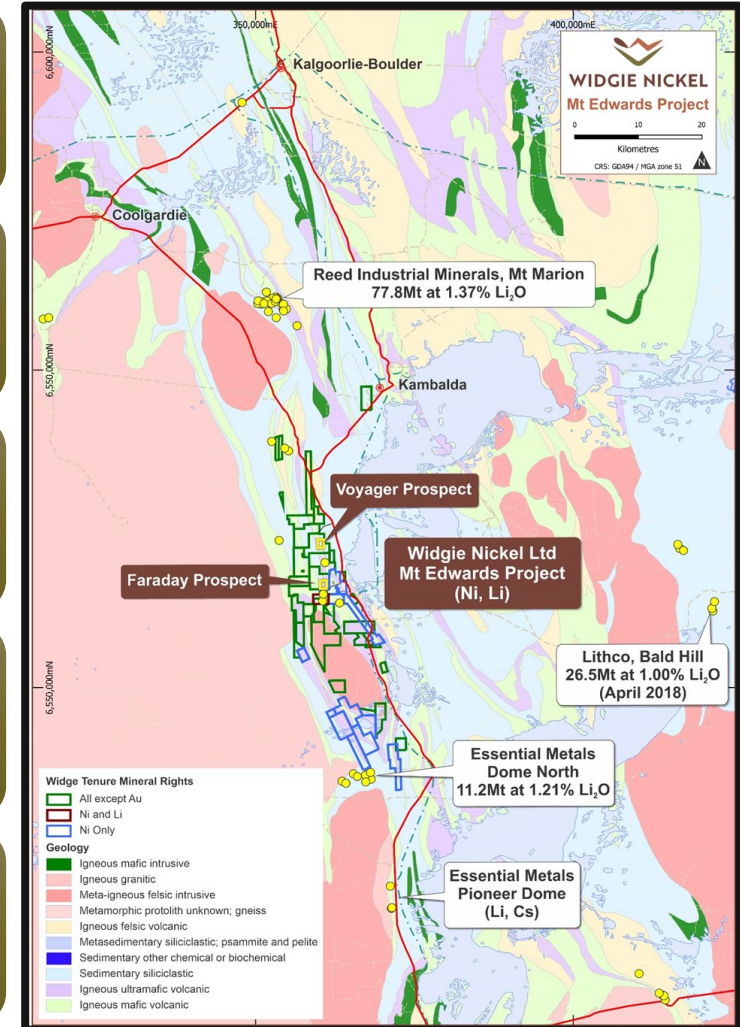 350,000mE
400,000mE
6,600,000mN
Kalgoorlie-Boulder
WIDGIE NICKEL
Mt Edwards Project
0 10 20
Kilometres
CRS: GDA94 / MGA zone 51
N
Coolgardie
Reed Industrial Minerals, Mt Marion
77.8Mt at 1.37% Li₂O
6,550,000mN
Kambalda
Voyager Prospect
Widgie Nickel Ltd
Mt Edwards Project
(Ni, Li)
Faraday Prospect
Lithco, Bald Hill
26.5Mt at 1.00% Li₂O
(April 2018)
6,550,000mN
Essential Metals
Dome North
11.2Mt at 1.21% Li₂O
Essential Metals
Pioneer Dome
(Li, Cs)
Widge Tenure Mineral Rights
All except Au
Ni and Li
Ni Only
Geology
Igneous mafic intrusive
Igneous granitic
Meta-igneous felsic intrusive
Metamorphic protolith unknown; gneiss
Igneous felsic volcanic
Metasedimentary siliciclastic; psammite and pelite
Sedimentary other chemical or biochemical
Sedimentary siliciclastic
Igneous ultramafic volcanic
Igneous mafic volcanic